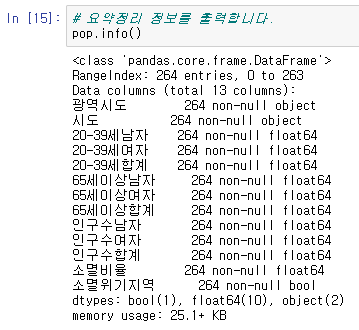 In [15]: # 요약정리 정보를 출력합니다.
pop.info()
<class 'pandas.core.frame.DataFrame'>
RangeIndex: 264 entries, 0 to 263
Data columns (total 13 columns):
광역시도 264 non-null object
시도 264 non-null object
20-39세남자 264 non-null float64
20-39세여자 264 non-null float64
20-39세합계 264 non-null float64
65세이상남자 264 non-null float64
65세이상여자 264 non-null float64
65세이상합계 264 non-null float64
인구수남자 264 non-null float64
인구수여자 264 non-null float64
인구수합계 264 non-null float64
소멸비율 264 non-null float64
소멸위기지역 264 non-null bool
dtypes: bool(1), float64(10), object(2)
memory usage: 25.1+ KB